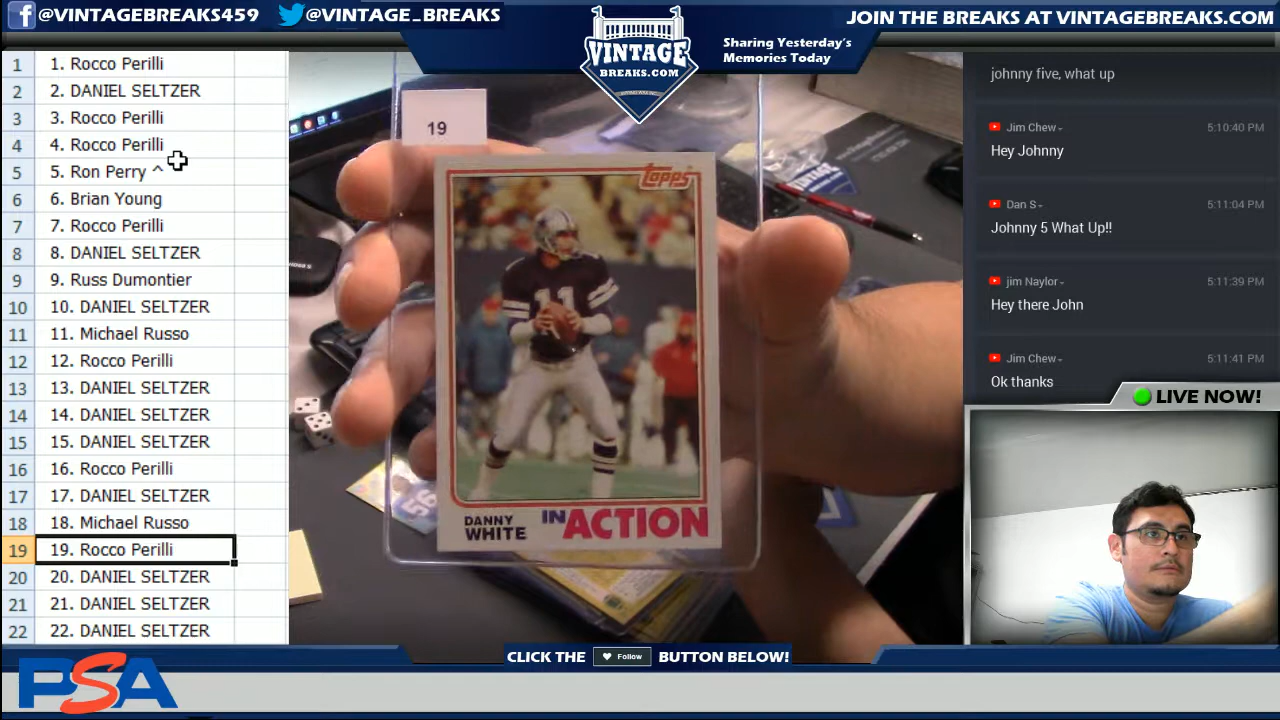 @VINTAGEBREAKS459 @VINTAGE_BREAKS
JOIN THE BREAKS AT VINTAGEBREAKS.COM
VINTAGE
BREAKS.COM
Sharing Yesterday's
Memories Today
1 1. Rocco Perilli
2 2. DANIEL SELTZER
3 3. Rocco Perilli
4 4. Rocco Perilli
5 5. Ron Perry ^
6 6. Brian Young
7 7. Rocco Perilli
8 8. DANIEL SELTZER
9 9. Russ Dumontier
10 10. DANIEL SELTZER
11 11. Michael Russo
12 12. Rocco Perilli
13 13. DANIEL SELTZER
14 14. DANIEL SELTZER
15 15. DANIEL SELTZER
16 16. Rocco Perilli
17 17. DANIEL SELTZER
18 18. Michael Russo
19 19. Rocco Perilli
20 20. DANIEL SELTZER
21 21. DANIEL SELTZER
22 22. DANIEL SELTZER
19
Topps
11
DANNY
WHITE
IN ACTION
56
johnny five, what up
Jim Chew 5:10:40 PM
Hey Johnny
Dan S 5:11:04 PM
Johnny 5 What Up!!
jim Naylor 5:11:39 PM
Hey there John
Jim Chew 5:11:41 PM
Ok thanks
LIVE NOW!
CLICK THE Follow BUTTON BELOW!
PSA